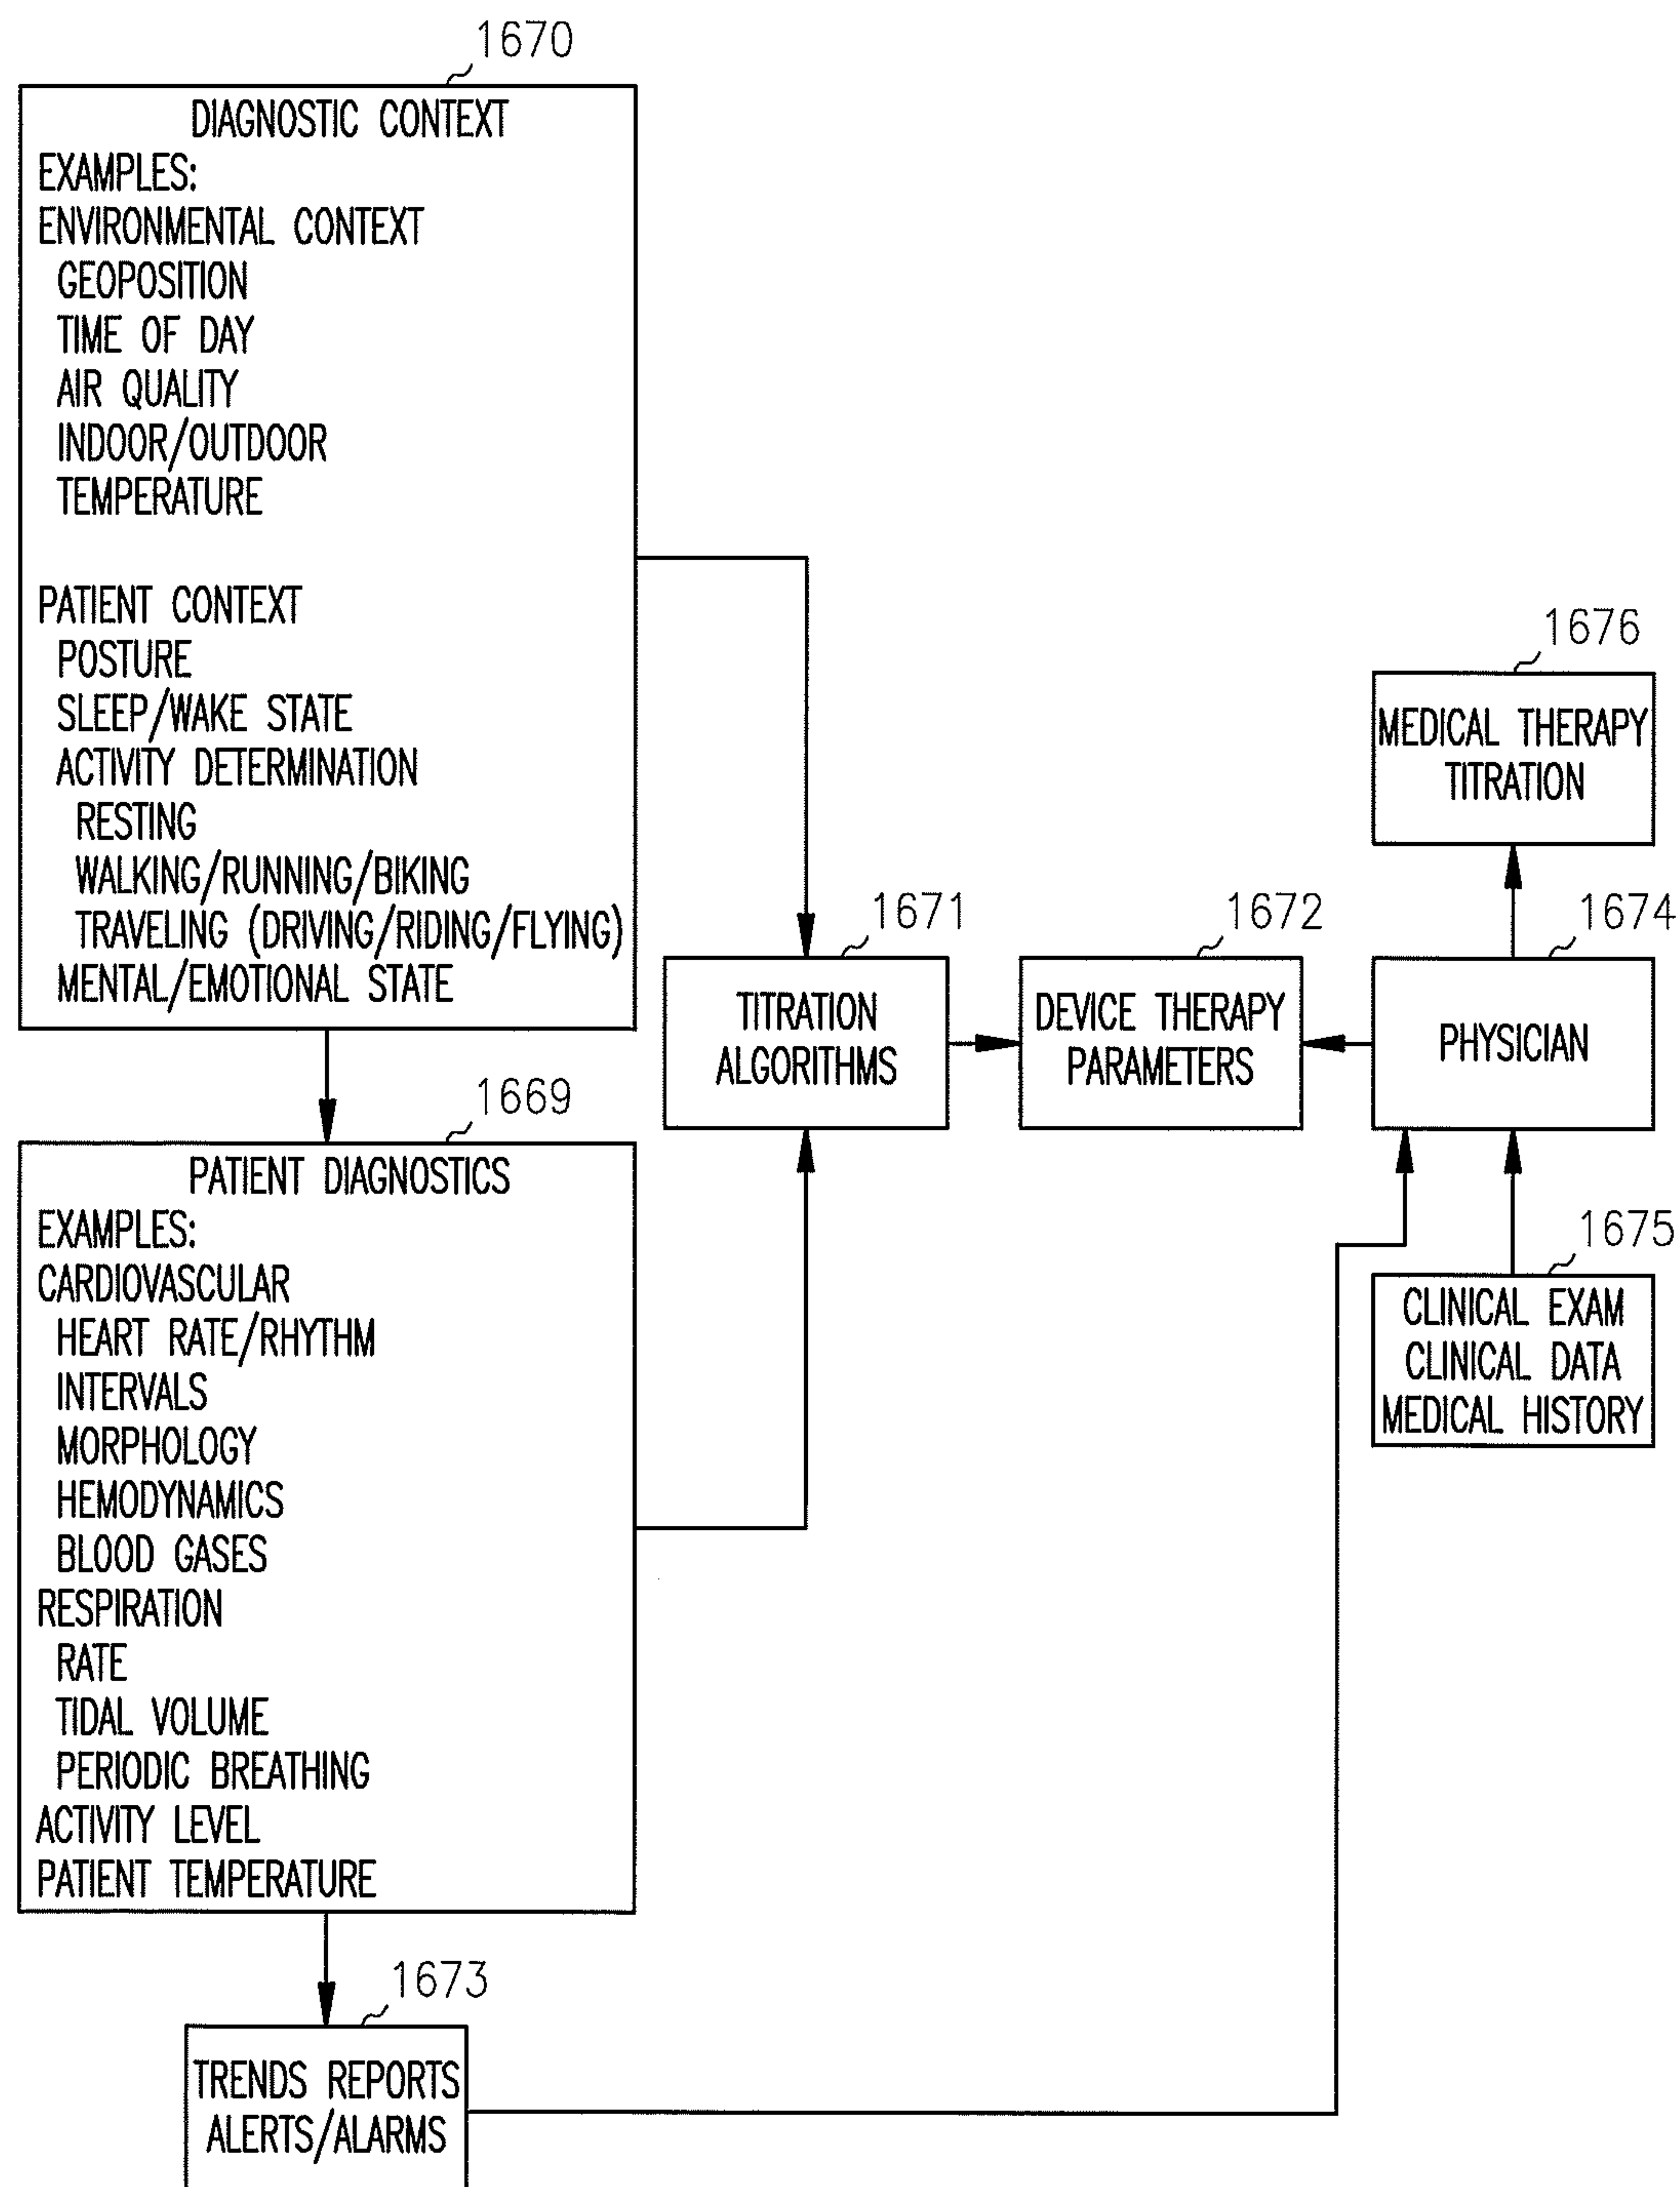 1670
DIAGNOSTIC CONTEXT
EXAMPLES:
ENVIRONMENTAL CONTEXT
GEOPOSITION
TIME OF DAY
AIR QUALITY
INDOOR/OUTDOOR
TEMPERATURE
PATIENT CONTEXT
POSTURE
SLEEP/WAKE STATE
ACTIVITY DETERMINATION
RESTING
WALKING/RUNNING/BIKING
TRAVELING (DRIVING/RIDING/FLYING)
MENTAL/EMOTIONAL STATE
1669
PATIENT DIAGNOSTICS
EXAMPLES:
CARDIOVASCULAR
HEART RATE/RHYTHM
INTERVALS
MORPHOLOGY
HEMODYNAMICS
BLOOD GASES
RESPIRATION
RATE
TIDAL VOLUME
PERIODIC BREATHING
ACTIVITY LEVEL
PATIENT TEMPERATURE
1673
TRENDS REPORTS
ALERTS/ALARMS
1671
TITRATION
ALGORITHMS
1672
DEVICE THERAPY
PARAMETERS
1676
MEDICAL THERAPY
TITRATION
1674
PHYSICIAN
1675
CLINICAL EXAM
CLINICAL DATA
MEDICAL HISTORY